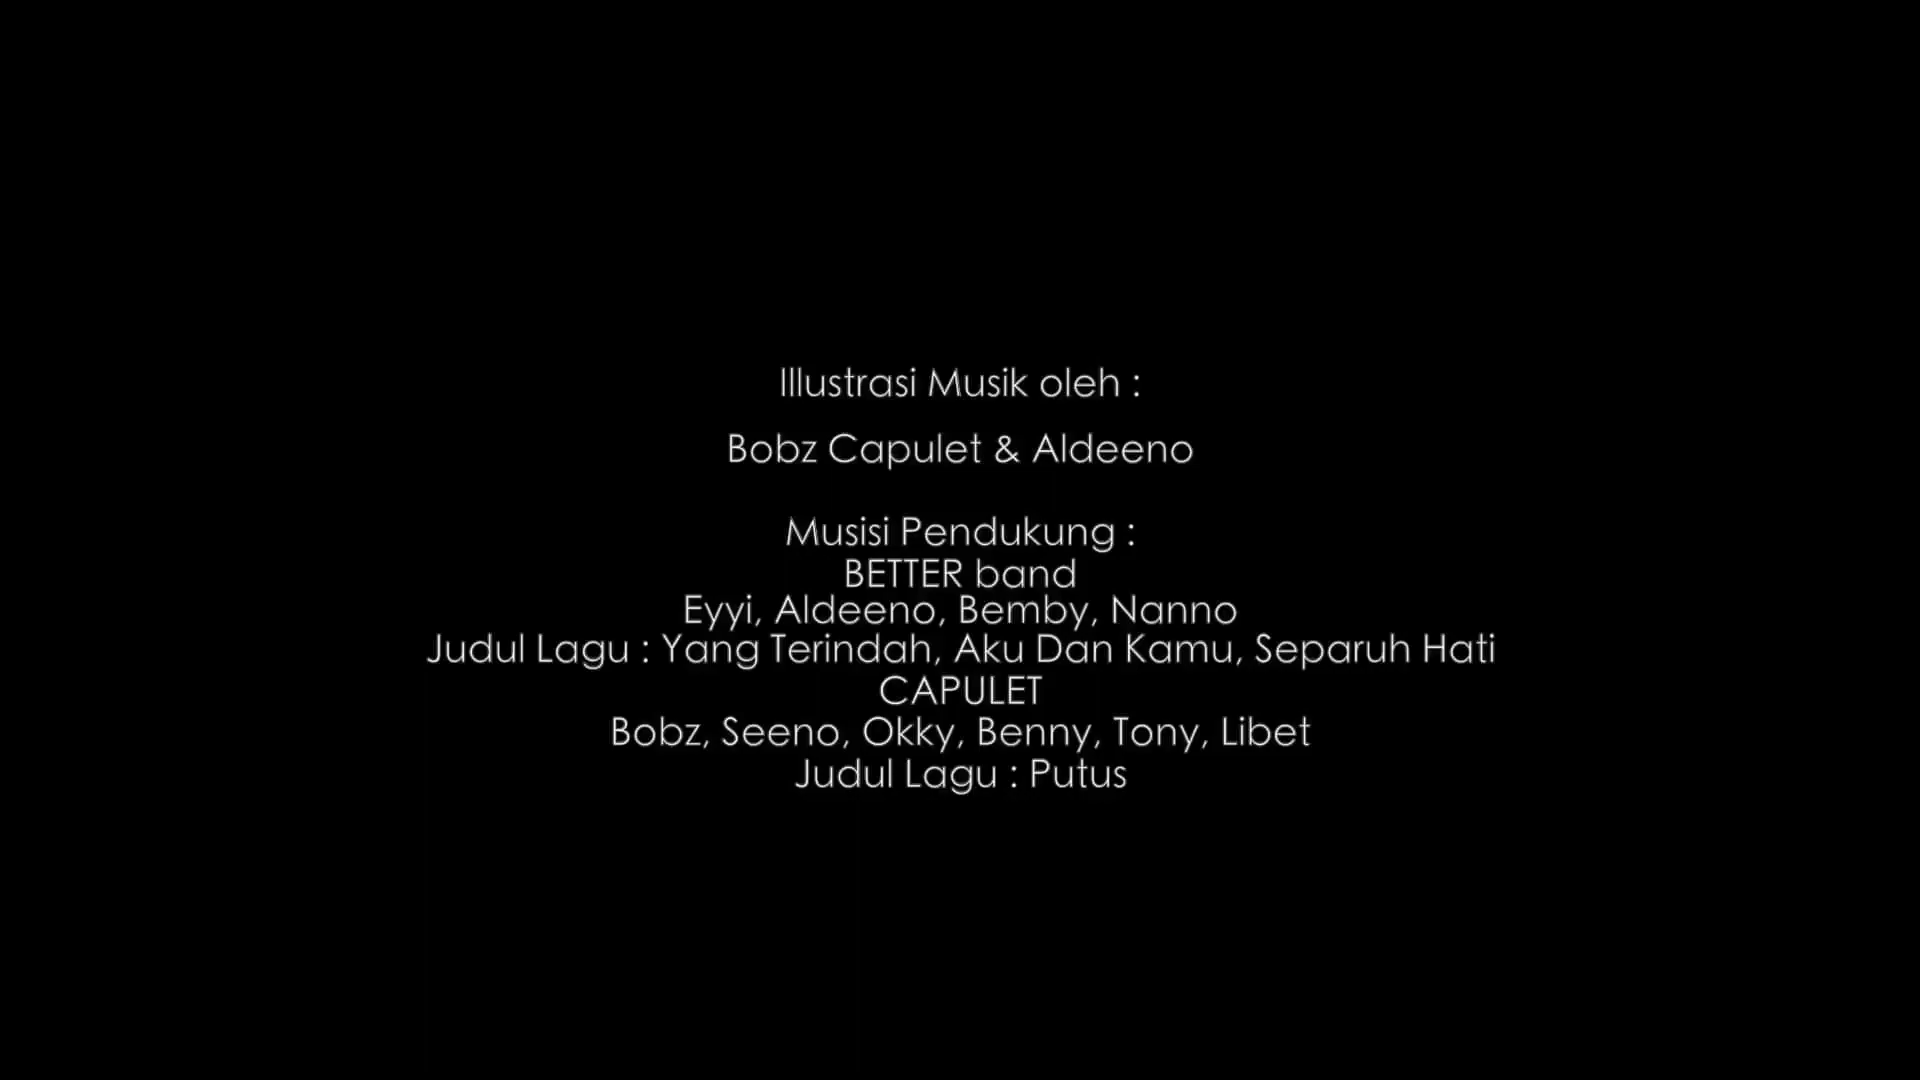 Illustrasi Musik oleh :
Bobz Capulet & Aldeeno
Musisi Pendukung :
BETTER band
Eyyi, Aldeeno, Bemby, Nanno
Judul Lagu : Yang Terindah, Aku Dan Kamu, Separuh Hati
CAPULET
Bobz, Seeno, Okky, Benny, Tony, Libet
Judul Lagu : Putus